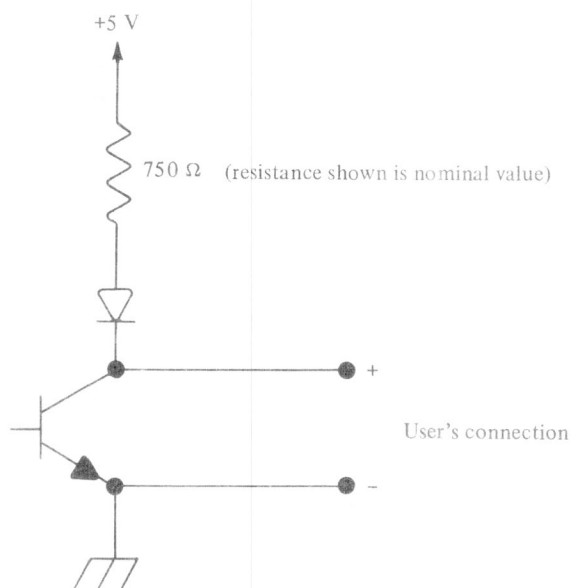 +5 V
750 Ω (resistance shown is nominal value)
+
User's connection
−